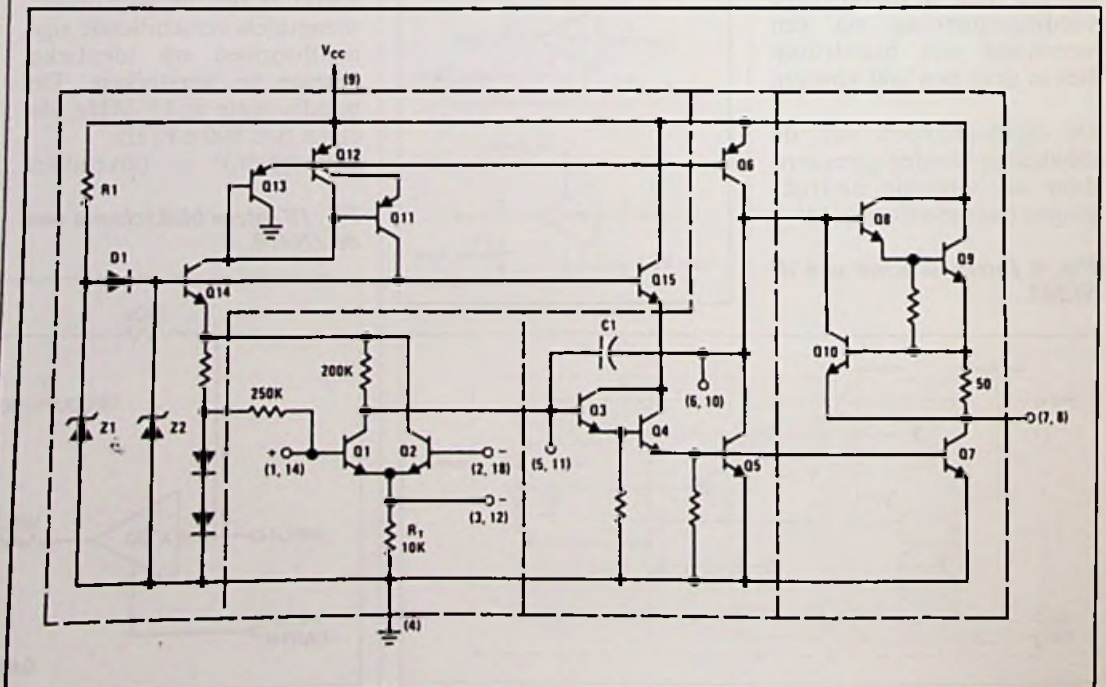 Vcc
(9)
Q12
Q13
Q6
R1
Q11
Q8
D1
Q9
Q14
Q15
C1
200K
Q10
250K
(6, 10)
50
Q3
Z1
Z2
Q4
(7, 8)
+
(1, 14)
Q1
Q2
−
(2, 18)
(5, 11)
Q5
Q7
−
(3, 12)
R1
10K
(4)